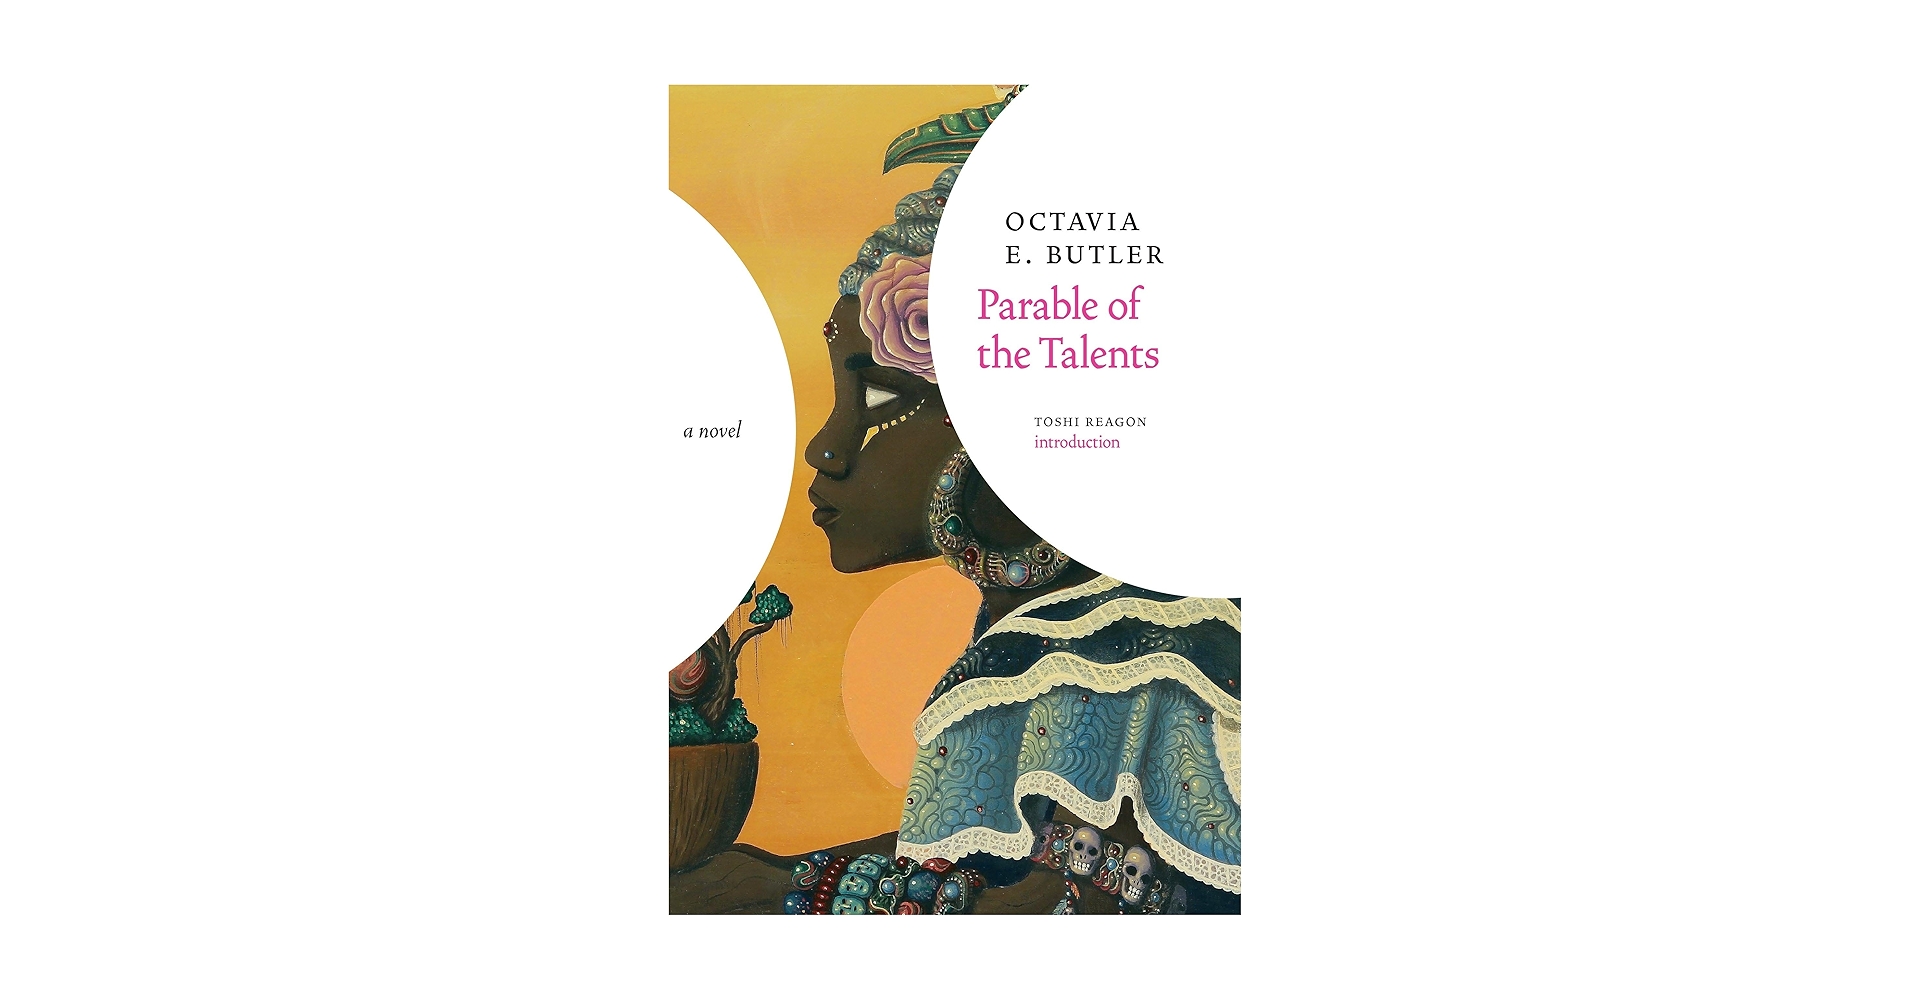 OCTAVIA
E. BUTLER
Parable of
the Talents
TOSHI REAGON
introduction
a novel